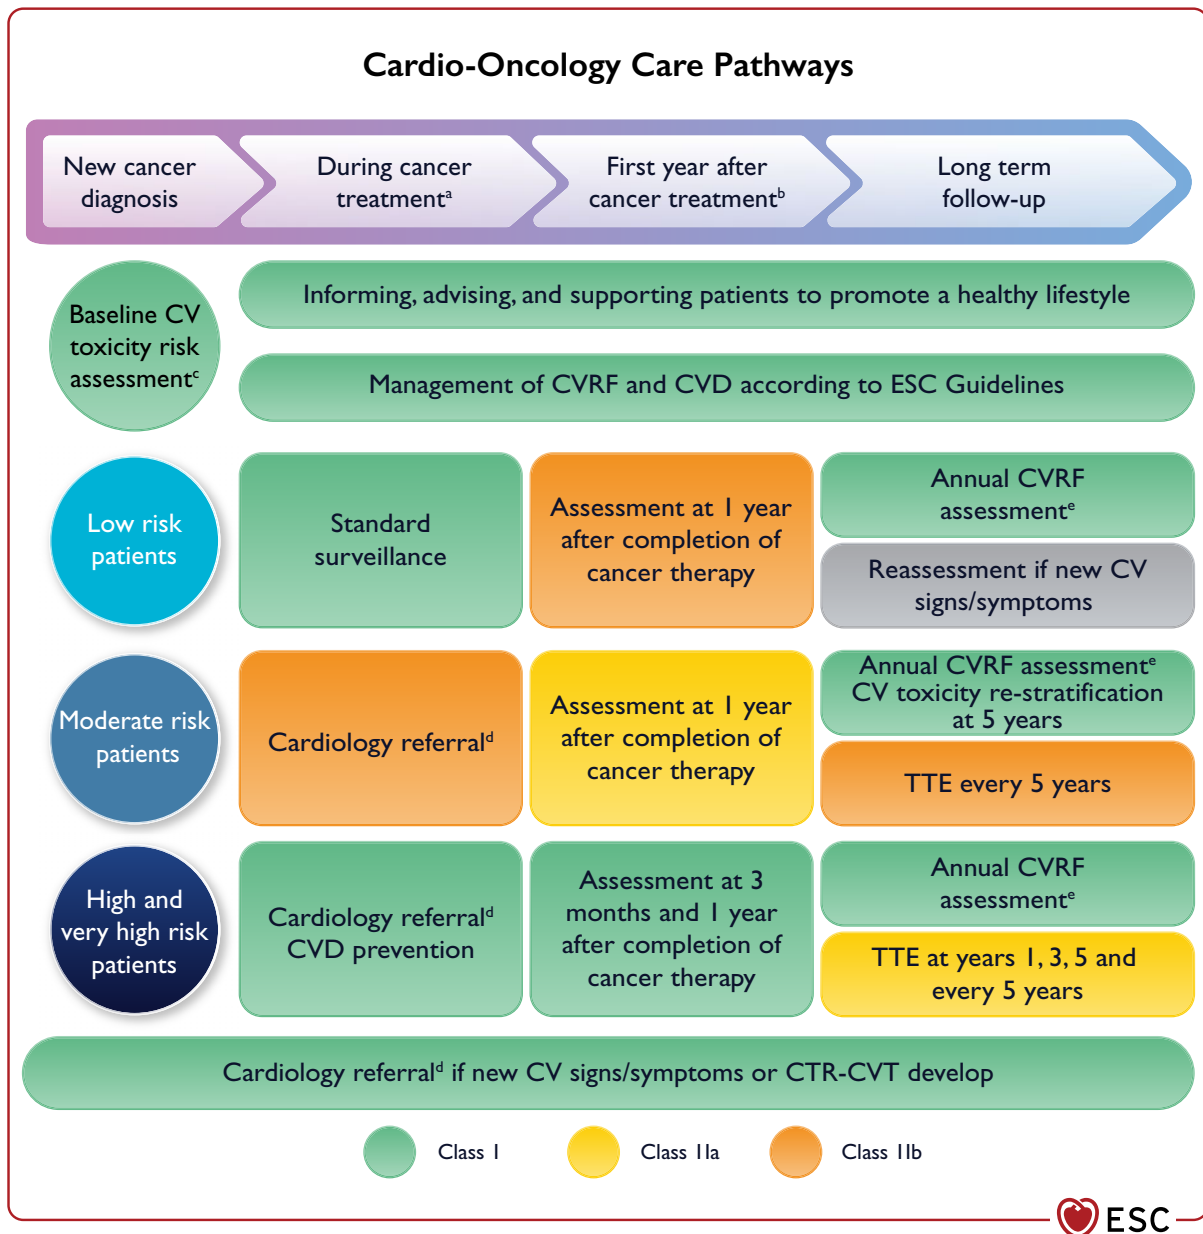 Cardio-Oncology Care Pathways
New cancer
diagnosis
During cancer
treatmentᵃ
First year after
cancer treatmentᵇ
Long term
follow-up
Baseline CV
toxicity risk
assessmentᶜ
Informing, advising, and supporting patients to promote a healthy lifestyle
Management of CVRF and CVD according to ESC Guidelines
Low risk
patients
Standard
surveillance
Assessment at 1 year
after completion of
cancer therapy
Annual CVRF
assessmentᵉ
Reassessment if new CV
signs/symptoms
Moderate risk
patients
Cardiology referralᵈ
Assessment at 1 year
after completion of
cancer therapy
Annual CVRF assessmentᵉ
CV toxicity re-stratification
at 5 years
TTE every 5 years
High and
very high risk
patients
Cardiology referralᵈ
CVD prevention
Assessment at 3
months and 1 year
after completion of
cancer therapy
Annual CVRF
assessmentᵉ
TTE at years 1, 3, 5 and
every 5 years
Cardiology referralᵈ if new CV signs/symptoms or CTR-CVT develop
Class 1
Class 11a
Class 11b
ESC